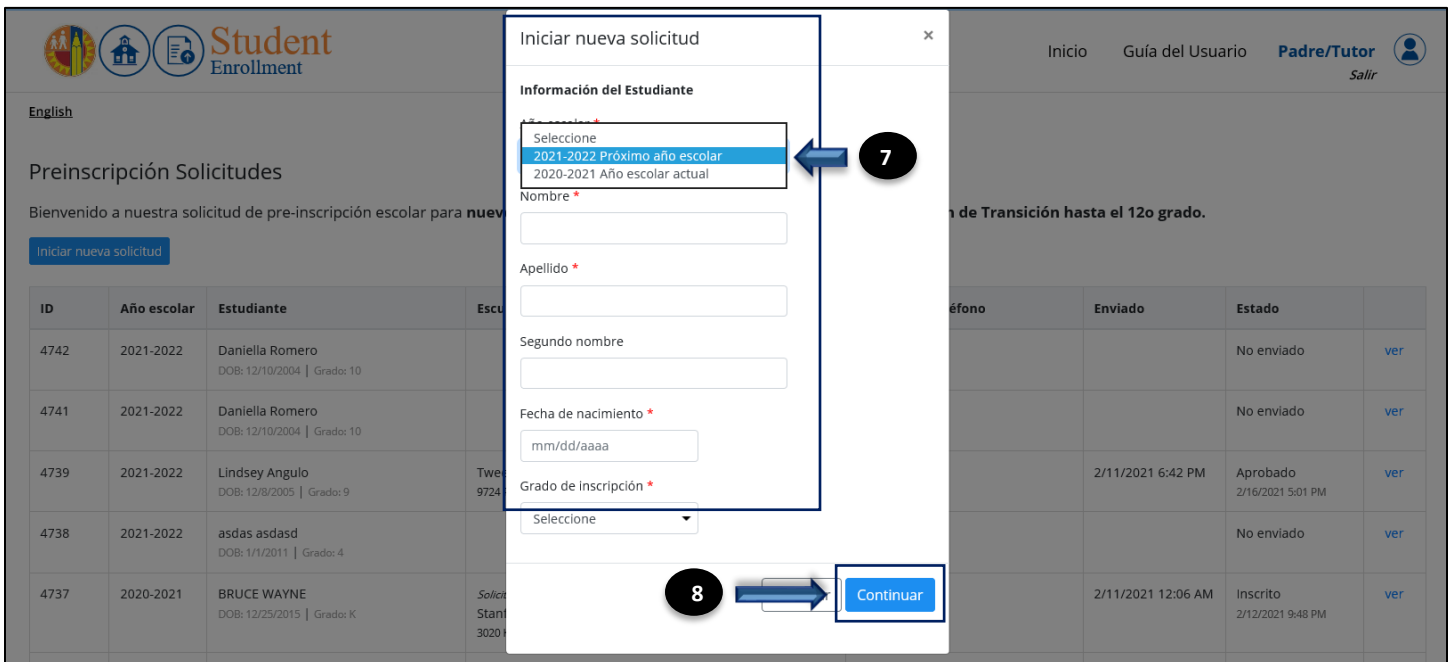 Student
Enrollment
Inicio Guía del Usuario Padre/Tutor
Salir
English
Preinscripción Solicitudes
Bienvenido a nuestra solicitud de pre-inscripción escolar para
de Transición hasta el 12o grado.
Iniciar nueva solicitud
ID Año escolar Estudiante Enviado Estado
4742 2021-2022 Daniella Romero No enviado ver
DOB: 12/10/2004 | Grado: 10
4741 2021-2022 Daniella Romero No enviado ver
DOB: 12/10/2004 | Grado: 10
4739 2021-2022 Lindsey Angulo 2/11/2021 6:42 PM Aprobado ver
DOB: 12/8/2005 | Grado: 9 9724 2/16/2021 5:01 PM
4738 2021-2022 asdas asdasd No enviado ver
DOB: 1/1/2011 | Grado: 4
4737 2020-2021 BRUCE WAYNE 2/11/2021 12:06 AM Inscrito ver
DOB: 12/25/2015 | Grado: K 2/12/2021 9:48 PM
3020
Iniciar nueva solicitud ×
Información del Estudiante
Año escolar *
Seleccione
2021-2022 Próximo año escolar
2020-2021 Año escolar actual
7
Nombre *
Apellido *
Segundo nombre
Fecha de nacimiento *
mm/dd/aaaa
Grado de inscripción *
Seleccione
8
Continuar